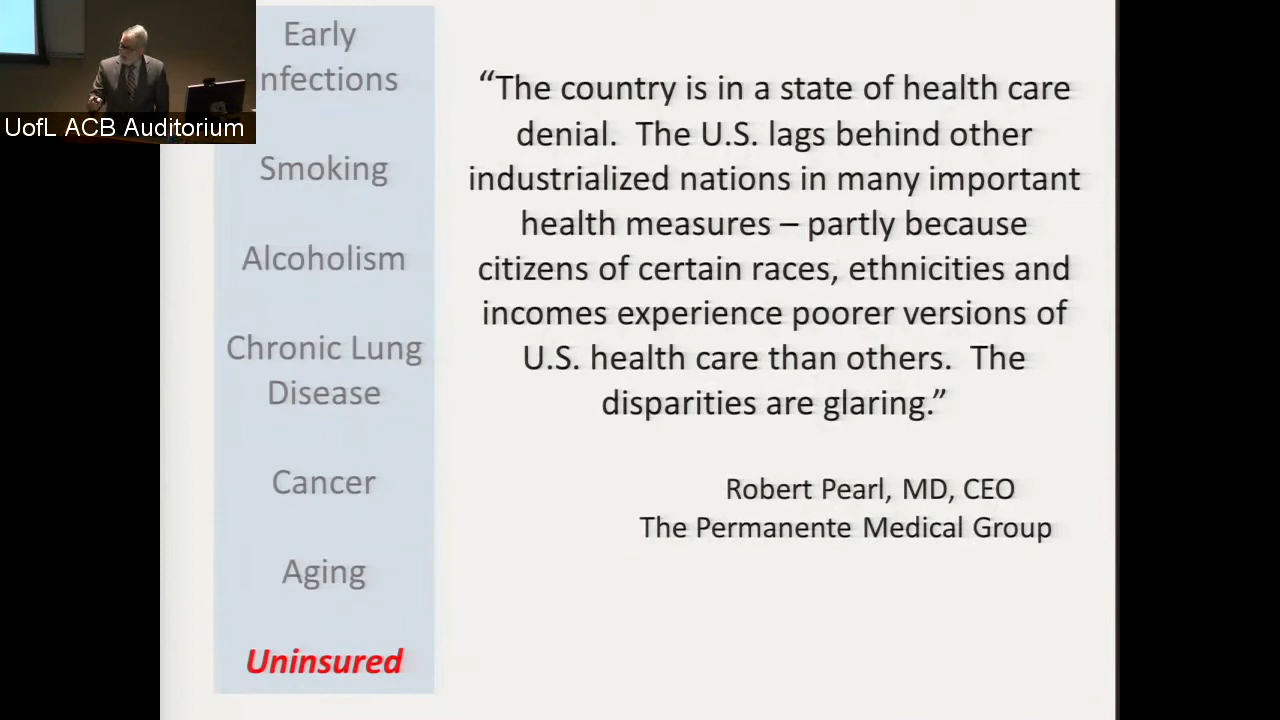 UofL ACB Auditorium
Early
nfections
Smoking
Alcoholism
Chronic Lung
Disease
Cancer
Aging
Uninsured
“The country is in a state of health care
denial.  The U.S. lags behind other
industrialized nations in many important
health measures – partly because
citizens of certain races, ethnicities and
incomes experience poorer versions of
U.S. health care than others.  The
disparities are glaring.”
Robert Pearl, MD, CEO
The Permanente Medical Group